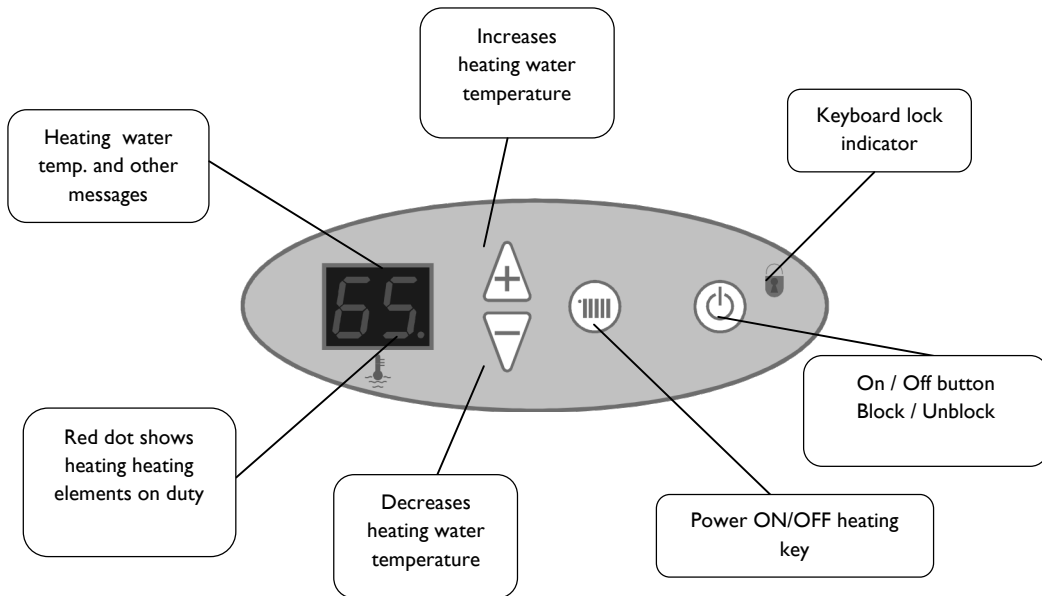 Increases
heating water
temperature
Keyboard lock
indicator
Heating water
temp. and other
messages
65.
+
−
On / Off button
Block / Unblock
Red dot shows
heating heating
elements on duty
Decreases
heating water
temperature
Power ON/OFF heating
key